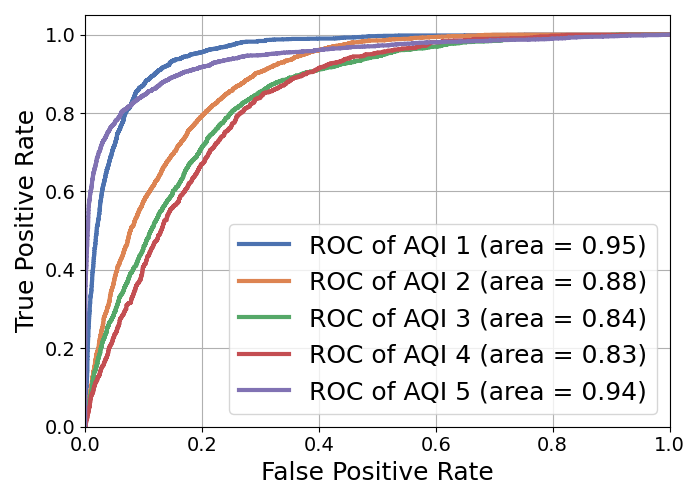 True Positive Rate
1.0
0.8
0.6
0.4
0.2
0.0
ROC of AQI 1 (area = 0.95)
ROC of AQI 2 (area = 0.88)
ROC of AQI 3 (area = 0.84)
ROC of AQI 4 (area = 0.83)
ROC of AQI 5 (area = 0.94)
0.0 0.2 0.4 0.6 0.8 1.0
False Positive Rate